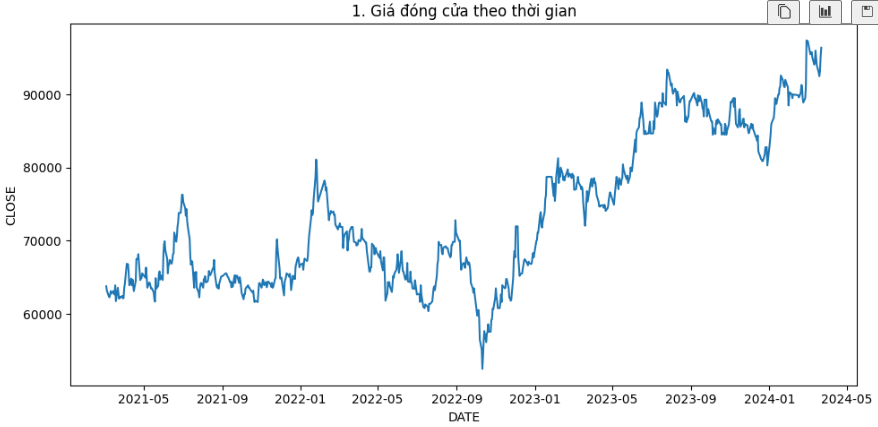 1. Giá đóng cửa theo thời gian
CLOSE
90000
80000
70000
60000
2021-05 2021-09 2022-01 2022-05 2022-09 2023-01 2023-05 2023-09 2024-01 2024-05
DATE